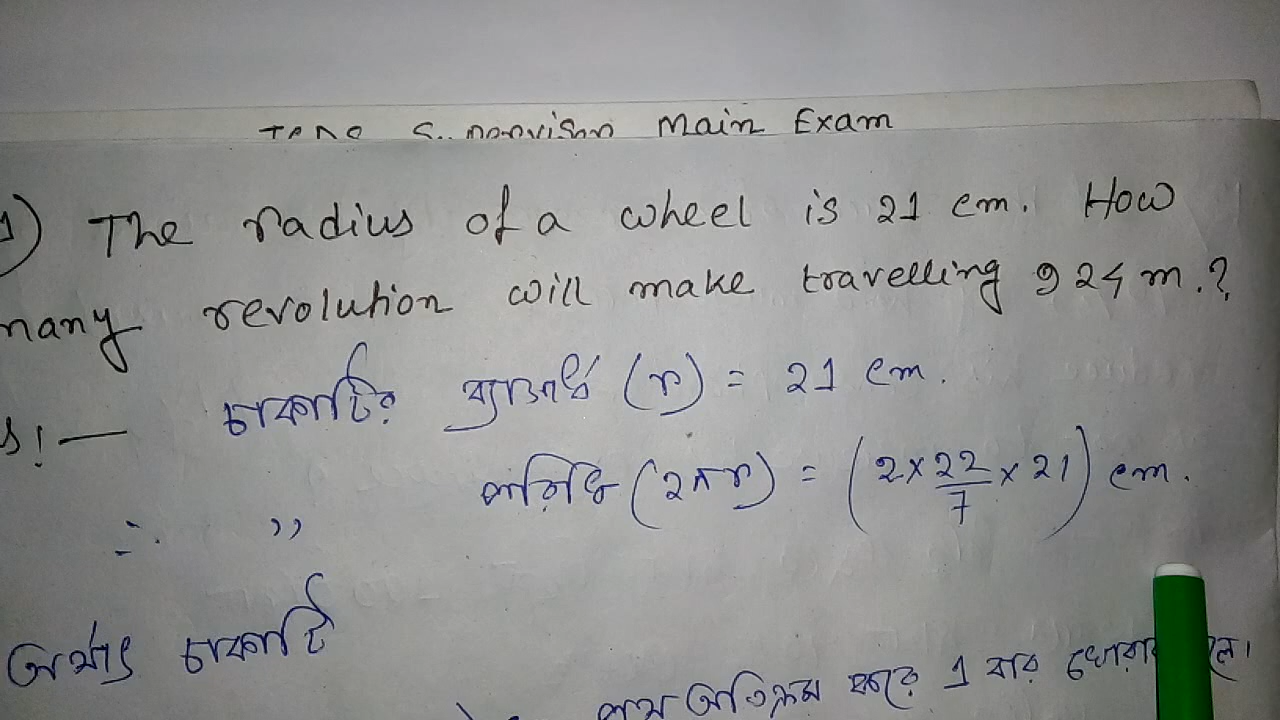 Main Exam
1) The radius of a wheel is 21 cm. How
many revolution will make travelling 924 m.?
চাকাটির ব্যাসার্ধ (r) = 21 cm.
S! —
∴ " পরিধি (2πr) = (2 × 22/7 × 21) cm.
অর্থাৎ চাকাটি
পথ অতিক্রম করে 1 বার